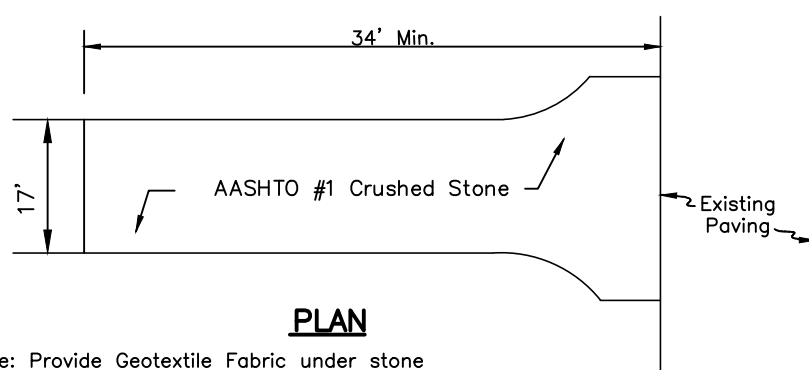 34' Min.
17'
AASHTO #1 Crushed Stone
Existing
Paving
PLAN
e: Provide Geotextile Fabric under stone